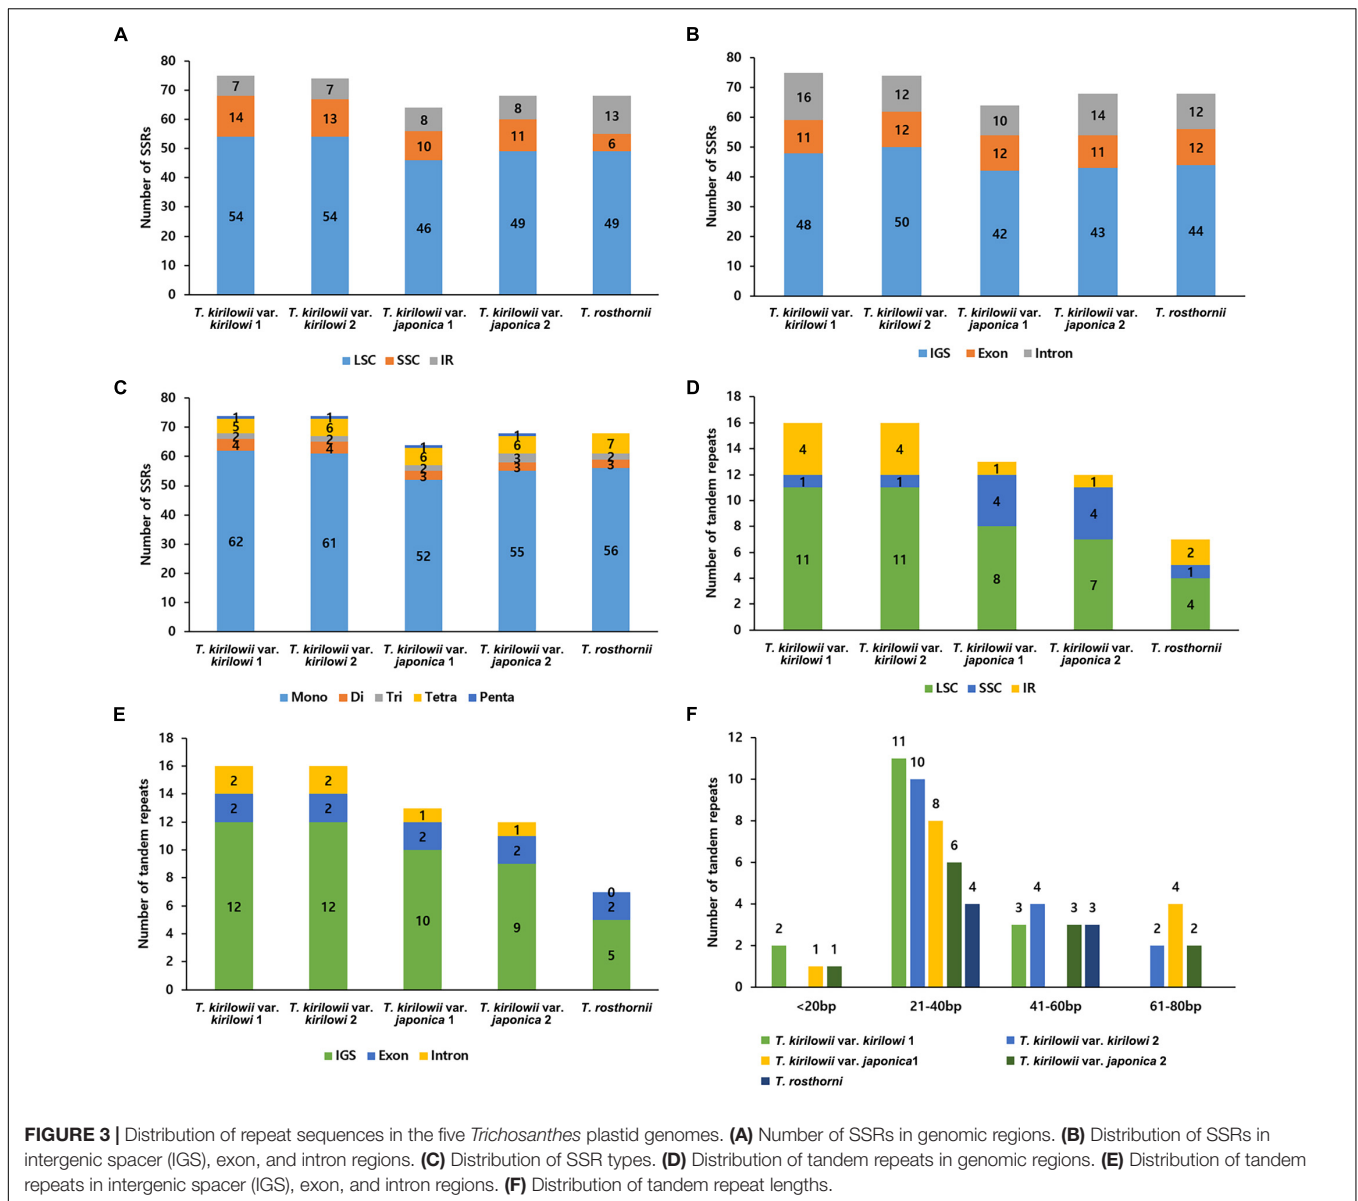 A
Number of SSRs
80
70
60
50
40
30
20
10
0
7 7 8 8 13
14 13 10 11 6
54 54 46 49 49
T. kirilowii var. kirilowi 1
T. kirilowii var. kirilowi 2
T. kirilowii var. japonica 1
T. kirilowii var. japonica 2
T. rosthornii
LSC SSC IR
B
Number of SSRs
80
70
60
50
40
30
20
10
0
16 12 10 14 12
11 12 12 11 12
48 50 42 43 44
T. kirilowii var. kirilowi 1
T. kirilowii var. kirilowi 2
T. kirilowii var. japonica 1
T. kirilowii var. japonica 2
T. rosthornii
IGS Exon Intron
C
Number of SSRs
80
70
60
50
40
30
20
10
0
1 1 1 1
5 6 6 6 7
2 2 2 3 2
4 4 3 3 3
62 61 52 55 56
T. kirilowii var. kirilowi 1
T. kirilowii var. kirilowi 2
T. kirilowii var. japonica 1
T. kirilowii var. japonica 2
T. rosthornii
Mono Di Tri Tetra Penta
D
Number of tandem repeats
18
16
14
12
10
8
6
4
2
0
4 4 1 1 2
1 1 4 4 1
11 11 8 7 4
T. kirilowii var. kirilowi 1
T. kirilowii var. kirilowi 2
T. kirilowii var. japonica 1
T. kirilowii var. japonica 2
T. rosthornii
LSC SSC IR
E
Number of tandem repeats
18
16
14
12
10
8
6
4
2
0
2 2 1 1 0
2 2 2 2 2
12 12 10 9 5
T. kirilowii var. kirilowi 1
T. kirilowii var. kirilowi 2
T. kirilowii var. japonica 1
T. kirilowii var. japonica 2
T. rosthornii
IGS Exon Intron
F
Number of tandem repeats
12
10
8
6
4
2
0
2 1 1
11 10 8 6 4
3 4 3 3
2 4 2
<20bp 21-40bp 41-60bp 61-80bp
T. kirilowii var. kirilowi 1
T. kirilowii var. kirilowi 2
T. kirilowii var. japonica1
T. kirilowii var. japonica 2
T. rosthorni
FIGURE 3 | Distribution of repeat sequences in the five Trichosanthes plastid genomes. (A) Number of SSRs in genomic regions. (B) Distribution of SSRs in
intergenic spacer (IGS), exon, and intron regions. (C) Distribution of SSR types. (D) Distribution of tandem repeats in genomic regions. (E) Distribution of tandem
repeats in intergenic spacer (IGS), exon, and intron regions. (F) Distribution of tandem repeat lengths.